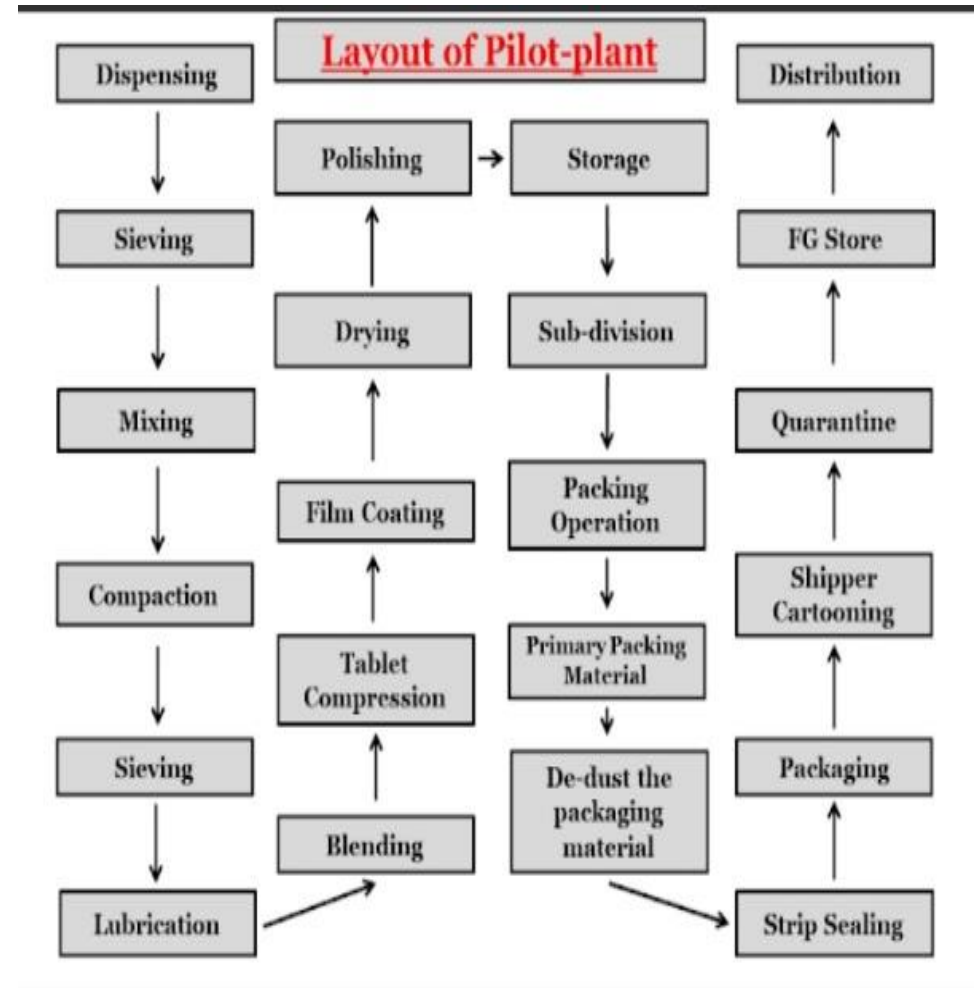 Layout of Pilot-plant
Dispensing
Sieving
Mixing
Compaction
Sieving
Lubrication
Blending
Tablet
Compression
Film Coating
Drying
Polishing
Storage
Sub-division
Packing
Operation
Primary Packing
Material
De-dust the
packaging
material
Strip Sealing
Packaging
Shipper
Cartooning
Quarantine
FG Store
Distribution